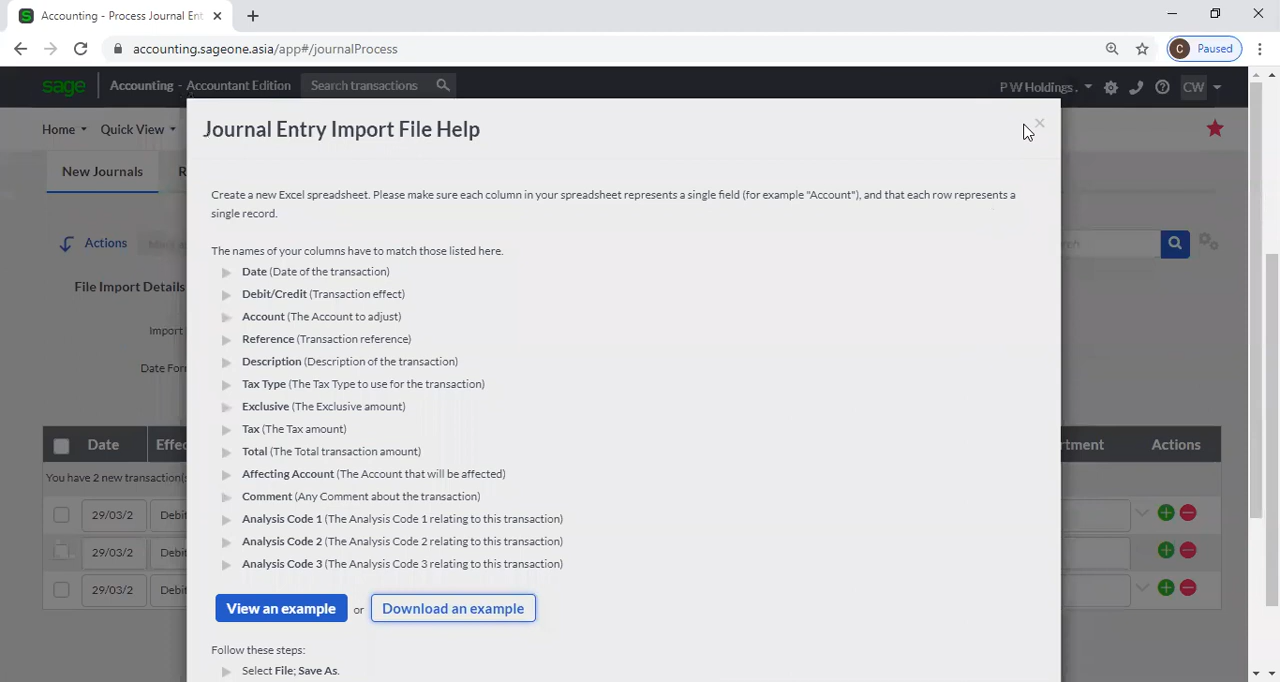 Accounting - Process Journal Ent
accounting.sageone.asia/app#/journalProcess
C Paused
sage Accounting - Accountant Edition Search transactions P W Holdings . CW
Home Quick View
New Journals R
Journal Entry Import File Help
Create a new Excel spreadsheet. Please make sure each column in your spreadsheet represents a single field (for example "Account"), and that each row represents a
single record.
The names of your columns have to match those listed here.
Date (Date of the transaction)
Debit/Credit (Transaction effect)
Account (The Account to adjust)
Reference (Transaction reference)
Description (Description of the transaction)
Tax Type (The Tax Type to use for the transaction)
Exclusive (The Exclusive amount)
Tax (The Tax amount)
Total (The Total transaction amount)
Affecting Account (The Account that will be affected)
Comment (Any Comment about the transaction)
Analysis Code 1 (The Analysis Code 1 relating to this transaction)
Analysis Code 2 (The Analysis Code 2 relating to this transaction)
Analysis Code 3 (The Analysis Code 3 relating to this transaction)
View an example or Download an example
Follow these steps:
Select File; Save As.
Actions
File Import Details
Import
Date For
Date Effe rtment Actions
You have 2 new transaction(s
29/03/2 Debit
29/03/2 Debit
29/03/2 Debit